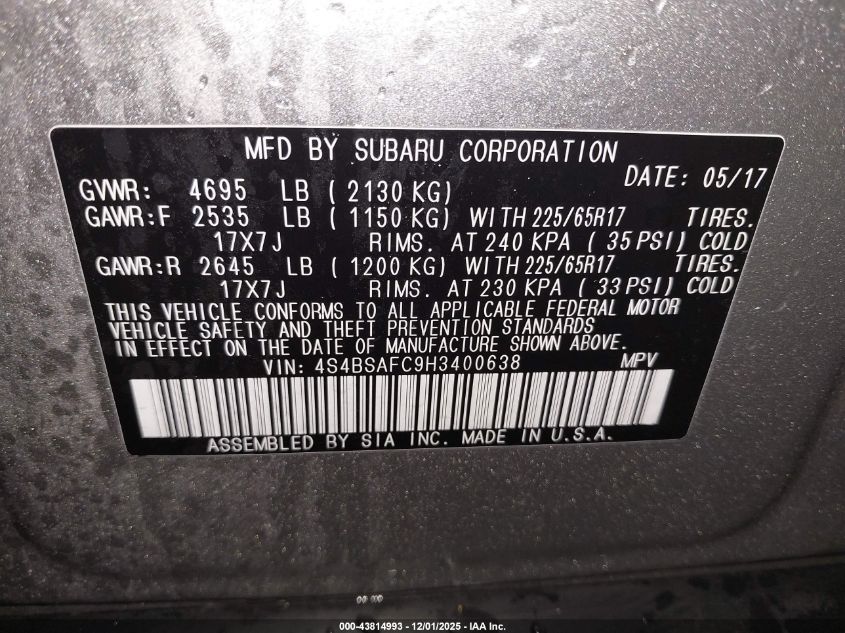 MFD BY SUBARU CORPORATION
DATE: 05/17
GVWR: 4695 LB ( 2130 KG)
GAWR:F 2535 LB ( 1150 KG) WITH 225/65R17 TIRES.
17X7J RIMS. AT 240 KPA ( 35 PSI) COLD
GAWR:R 2645 LB ( 1200 KG) WITH 225/65R17 TIRES.
17X7J RIMS. AT 230 KPA ( 33 PSI) COLD
THIS VEHICLE CONFORMS TO ALL APPLICABLE FEDERAL MOTOR
VEHICLE SAFETY AND THEFT PREVENTION STANDARDS
IN EFFECT ON THE DATE OF MANUFACTURE SHOWN ABOVE.
VIN: 4S4BSAFC9H3400638 MPV
ASSEMBLED BY SIA INC. MADE IN U.S.A.
000-43814993 - 12/01/2025 - IAA Inc.